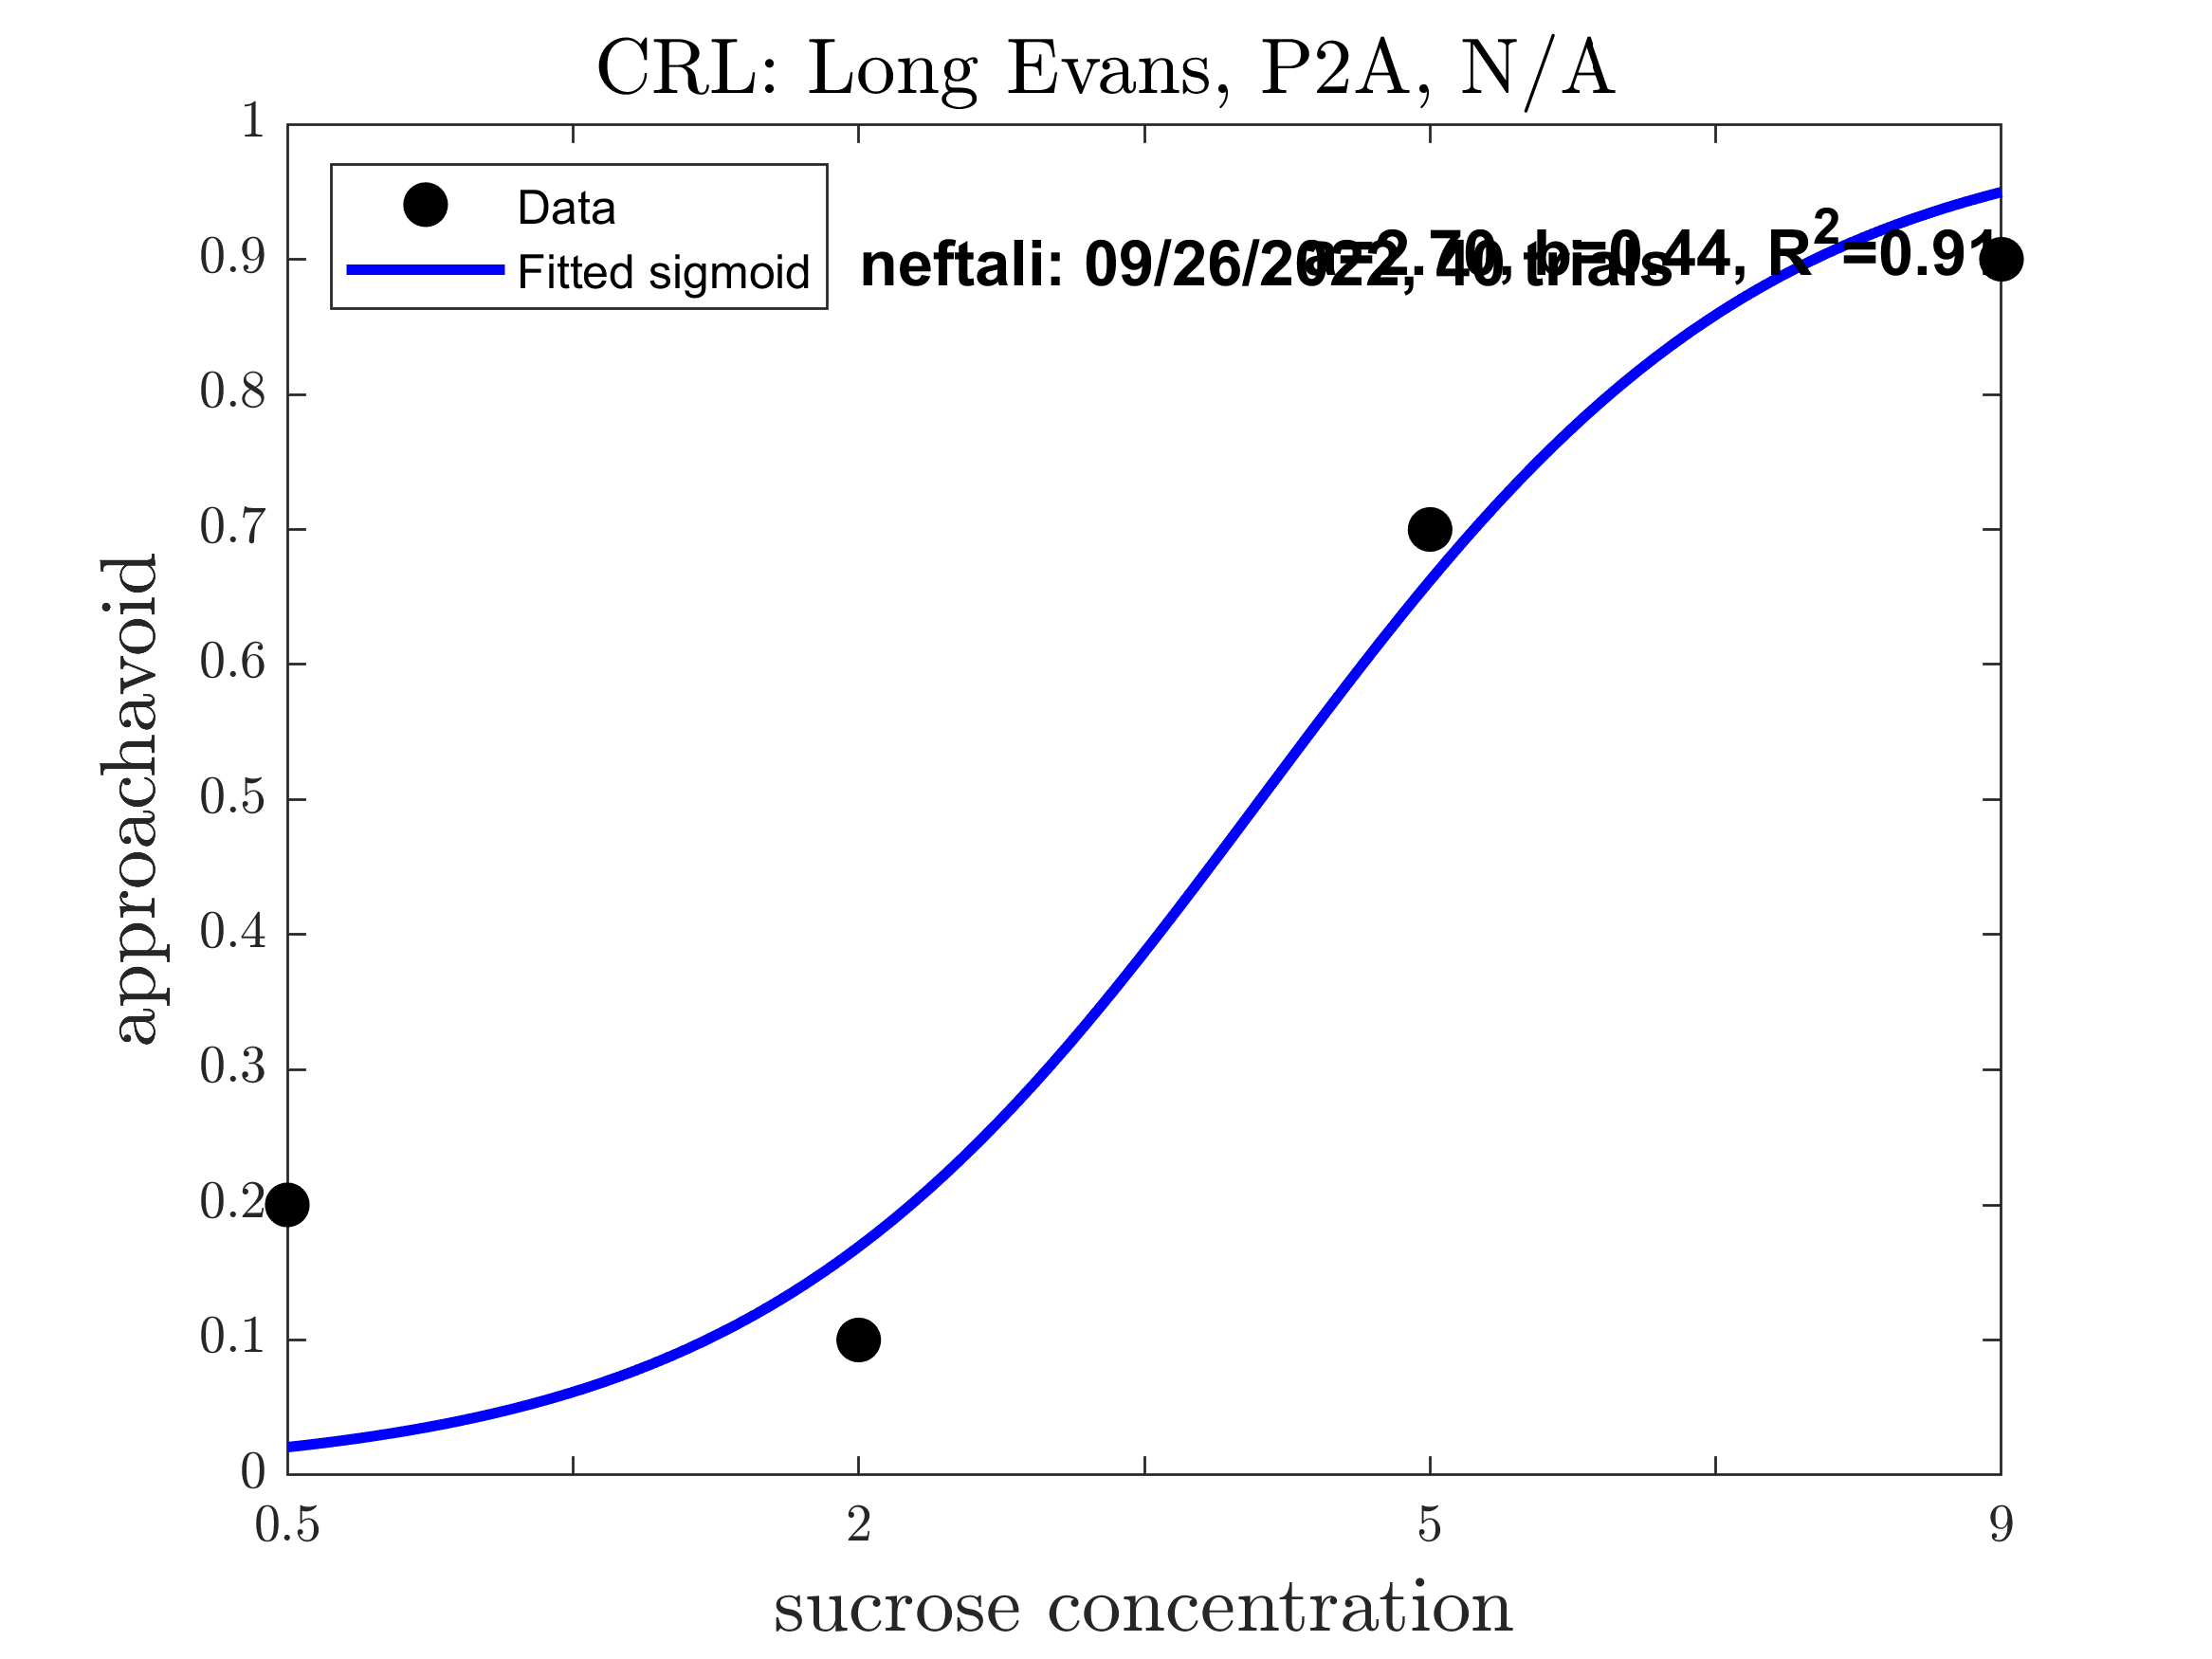 CRL: Long Evans, P2A, N/A
1
Data
Fitted sigmoid
neftali: 09/26/2022, 40 trials
a=2.70, b=0.44, R²=0.91
0.9
0.8
0.7
0.6
0.5
0.4
0.3
0.2
0.1
0
approachavoid
0.5 2 5 9
sucrose concentration